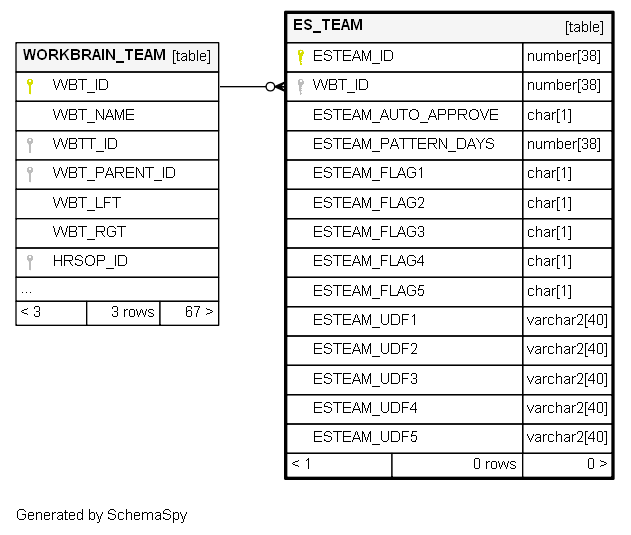 WORKBRAIN_TEAM [table]
WBT_ID
WBT_NAME
WBTT_ID
WBT_PARENT_ID
WBT_LFT
WBT_RGT
HRSOP_ID
...
< 3 3 rows 67 >
ES_TEAM [table]
ESTEAM_ID number[38]
WBT_ID number[38]
ESTEAM_AUTO_APPROVE char[1]
ESTEAM_PATTERN_DAYS number[38]
ESTEAM_FLAG1 char[1]
ESTEAM_FLAG2 char[1]
ESTEAM_FLAG3 char[1]
ESTEAM_FLAG4 char[1]
ESTEAM_FLAG5 char[1]
ESTEAM_UDF1 varchar2[40]
ESTEAM_UDF2 varchar2[40]
ESTEAM_UDF3 varchar2[40]
ESTEAM_UDF4 varchar2[40]
ESTEAM_UDF5 varchar2[40]
< 1 0 rows 0 >
Generated by SchemaSpy